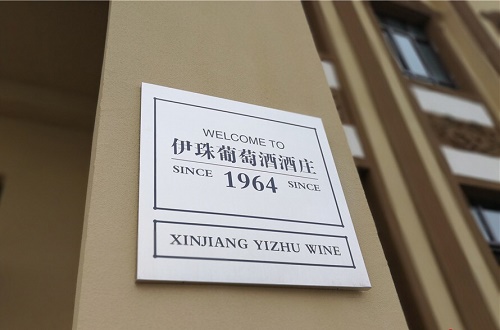 WELCOME TO
伊珠葡萄酒酒庄
SINCE 1964 SINCE
XINJIANG YIZHU WINE